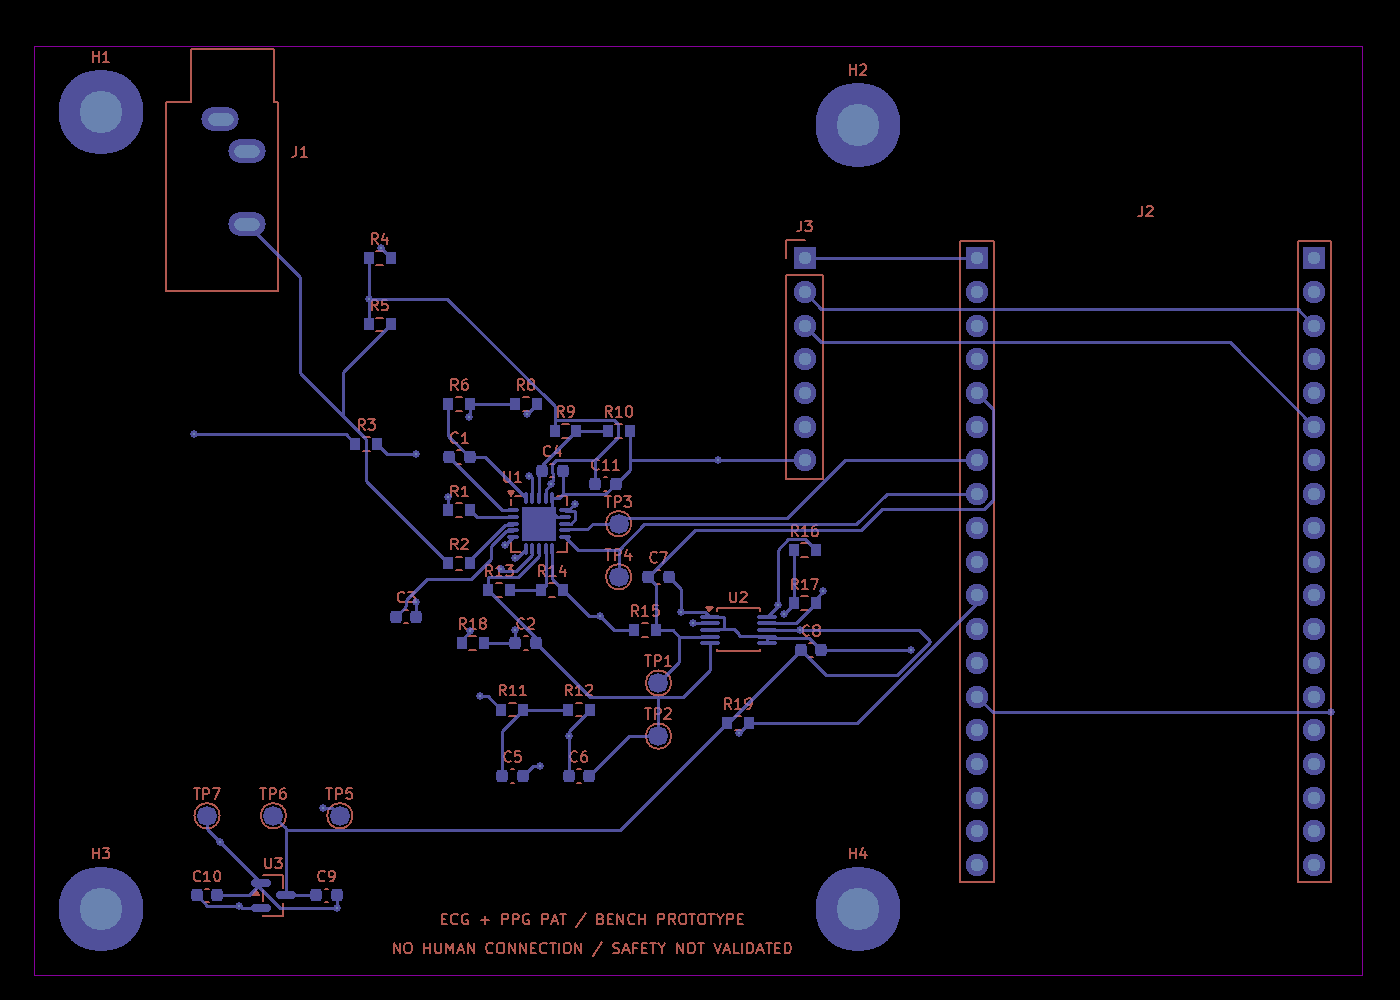 H1
H2
J1
J2
J3
R4
R5
R6
R8
R9
R10
R3
C1
C4
C11
U1
R1
TP3
R16
R2
TP4
C7
R13
R14
R17
C3
R15
U2
R18
C2
C8
TP1
R11
R12
R19
TP2
C5
C6
TP7
TP6
TP5
H3
H4
U3
C10
C9
ECG + PPG PAT / BENCH PROTOTYPE
NO HUMAN CONNECTION / SAFETY NOT VALIDATED